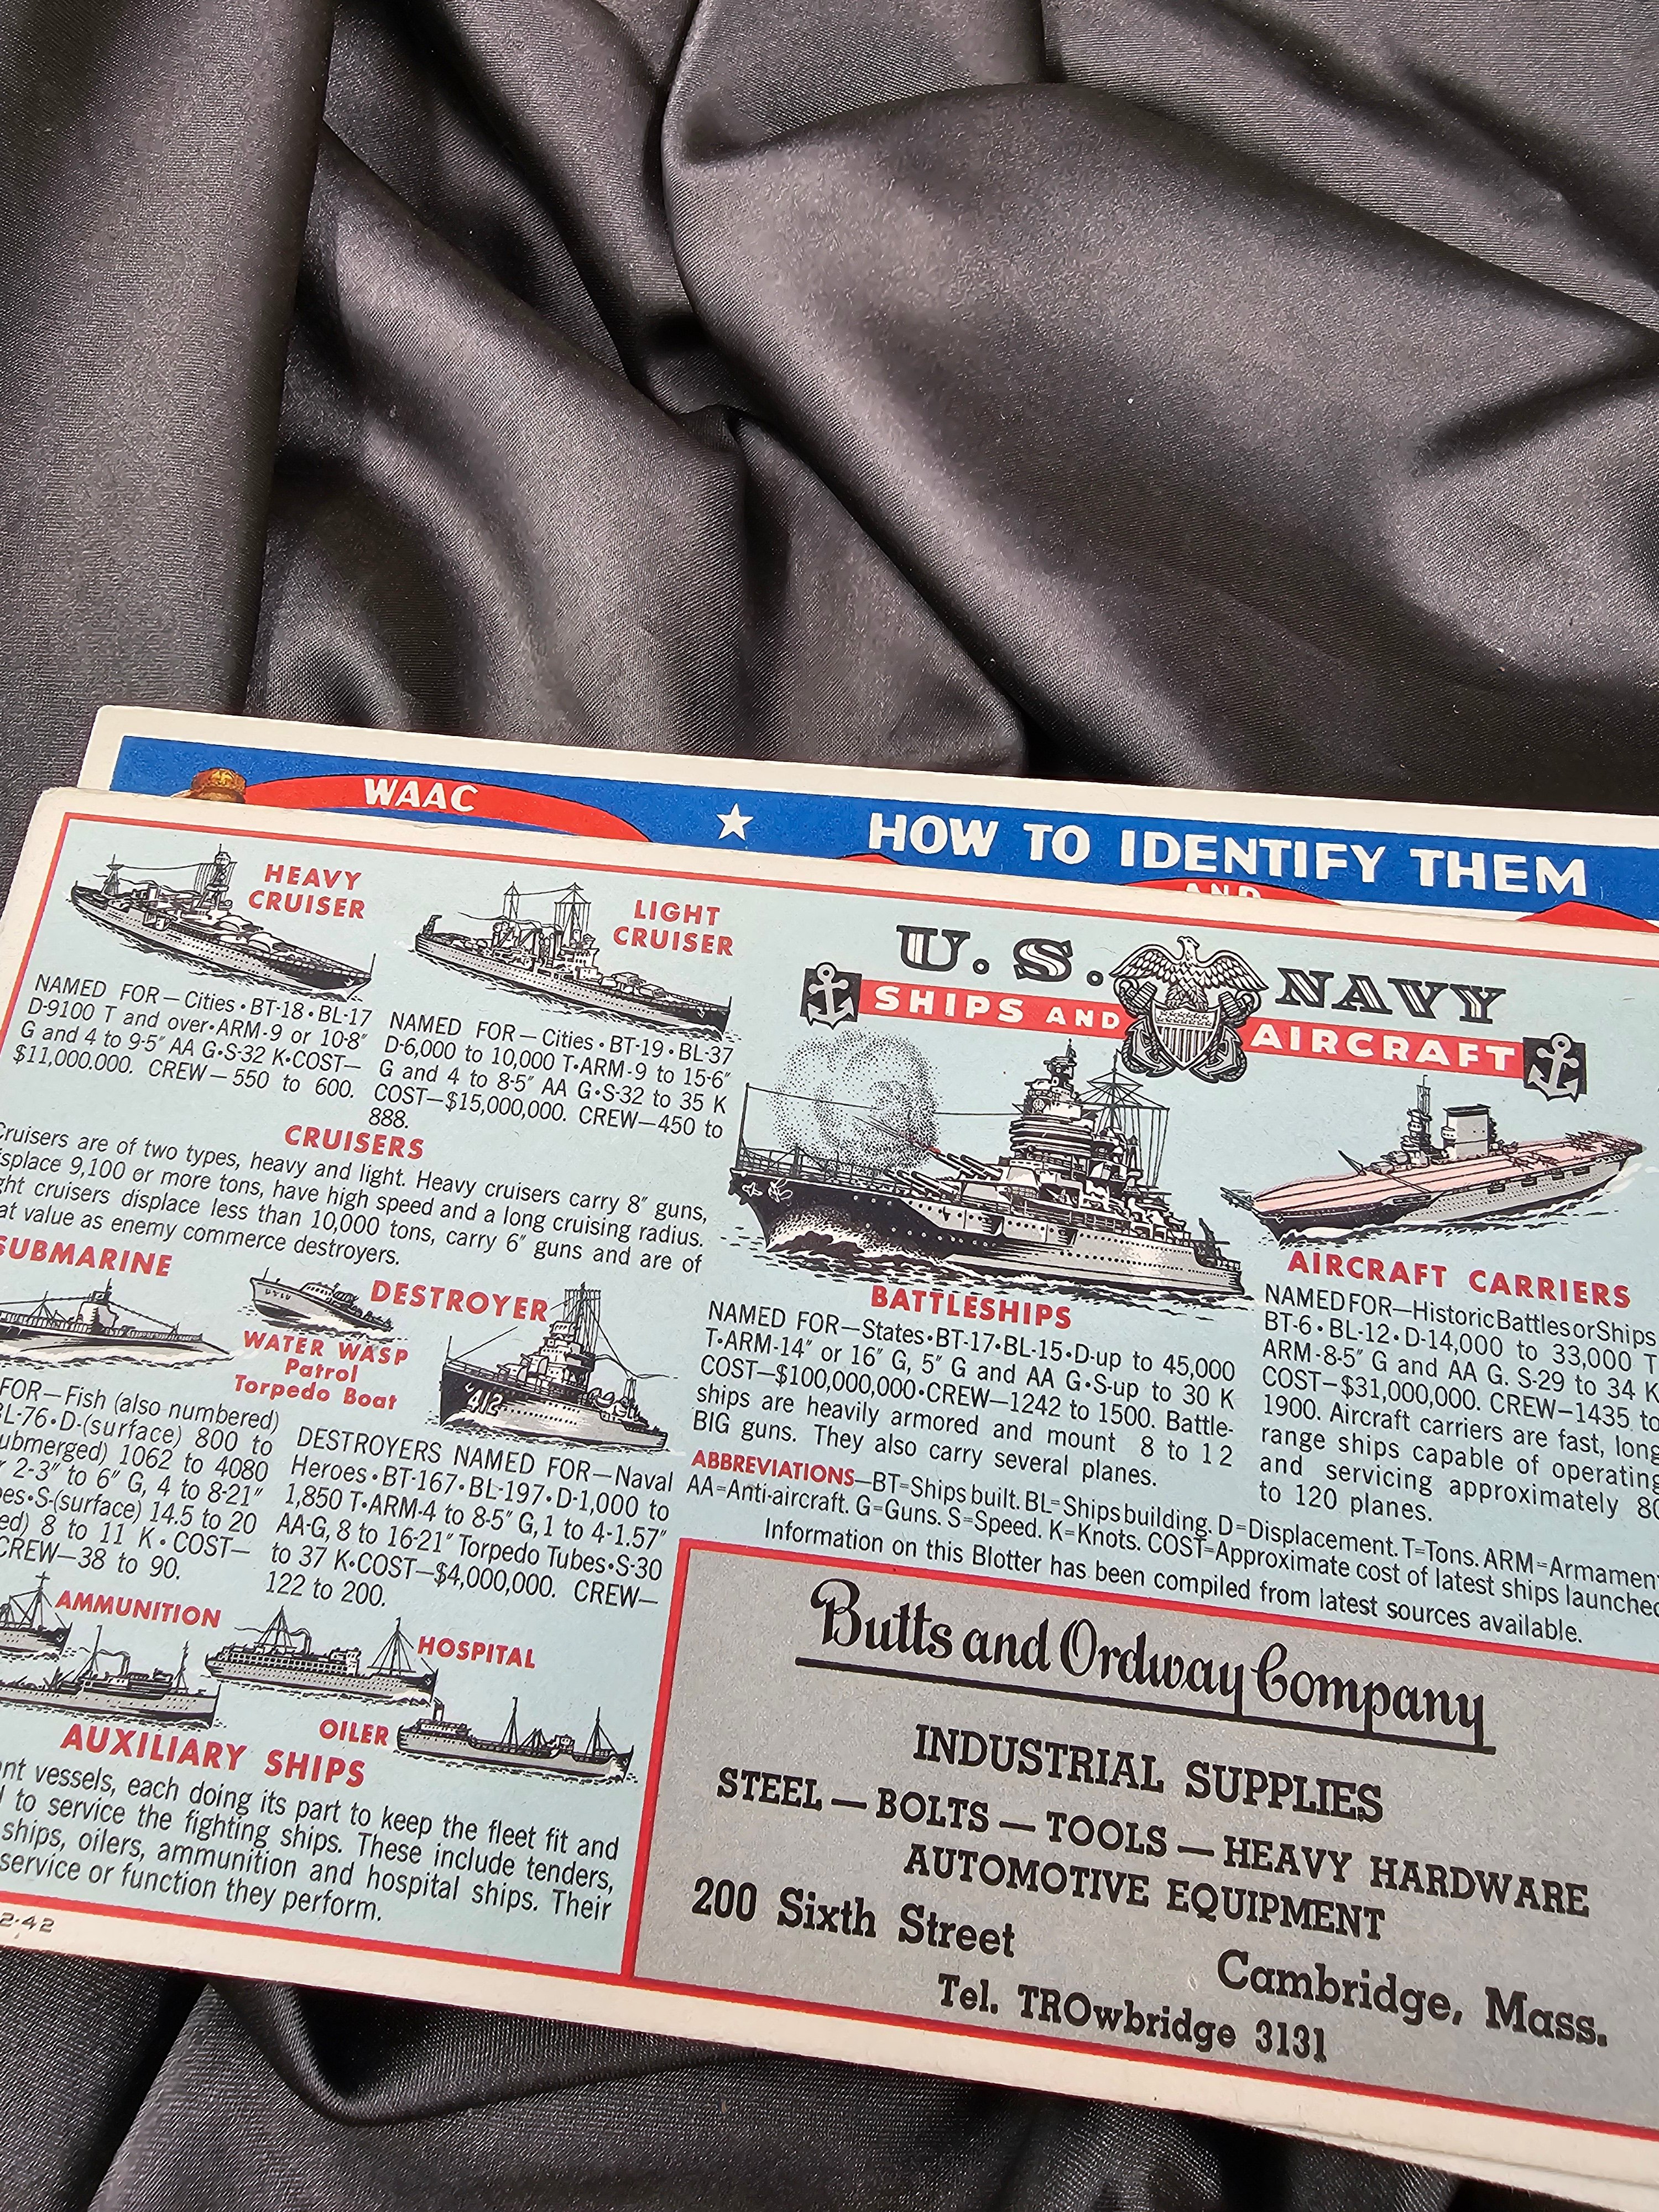 WAAC
HOW TO IDENTIFY THEM
AND
HEAVY
CRUISER
NAMED FOR—Cities•BT-18•BL-17
D-9100 T and over•ARM-9 or 10-8"
G and 4 to 9-5" AA G•S-32 K•COST—
$11,000.000. CREW—550 to 600.
LIGHT
CRUISER
NAMED FOR—Cities•BT-19•BL-37
D-6,000 to 10,000 T•ARM-9 to 15-6"
G and 4 to 8-5" AA G•S-32 to 35 K
COST—$15,000,000. CREW—450 to
888.
CRUISERS
Cruisers are of two types, heavy and light. Heavy cruisers carry 8" guns,
9,100 or more tons, have high speed and a long cruising radius.
cruisers displace less than 10,000 tons, carry 6" guns and are of
value as enemy commerce destroyers.
SUBMARINE
FOR—Fish (also numbered)
BL-76•D-(surface) 800 to
1062 to 4080
2-3" to 6" G, 4 to 8-21"
•S-(surface) 14.5 to 20
8 to 11 K•COST—
CREW—38 to 90.
WATER WASP
Patrol
Torpedo Boat
DESTROYER
412
DESTROYERS NAMED FOR—Naval
Heroes•BT-167•BL-197•D-1,000 to
1,850 T•ARM-4 to 8-5" G, 1 to 4-1.57"
AA-G, 8 to 16-21" Torpedo Tubes•S-30
to 37 K•COST—$4,000,000. CREW—
122 to 200.
AMMUNITION
HOSPITAL
OILER
AUXILIARY SHIPS
vessels, each doing its part to keep the fleet fit and
to service the fighting ships. These include tenders,
ships, oilers, ammunition and hospital ships. Their
service or function they perform.
2-42
U.S. NAVY
SHIPS AND AIRCRAFT
BATTLESHIPS
NAMED FOR—States•BT-17•BL-15•D-up to 45,000
T•ARM-14" or 16" G, 5" G and AA G•S-up to 30 K
COST—$100,000,000•CREW—1242 to 1500. Battle-
ships are heavily armored and mount 8 to 12
BIG guns. They also carry several planes.
AIRCRAFT CARRIERS
NAMED FOR—Historic Battles or Ships
BT-6•BL-12•D-14,000 to 33,000 T
ARM-8-5" G and AA G. S-29 to 34 K
COST—$31,000,000. CREW—1435 to
1900. Aircraft carriers are fast, long
range ships capable of operating
and servicing approximately 80
to 120 planes.
ABBREVIATIONS—BT=Ships built. BL=Ships building. D=Displacement. T=Tons. ARM=Armament
AA=Anti-aircraft. G=Guns. S=Speed. K=Knots. COST=Approximate cost of latest ships launched
Information on this Blotter has been compiled from latest sources available.
Butts and Ordway Company
INDUSTRIAL SUPPLIES
STEEL — BOLTS — TOOLS — HEAVY HARDWARE
AUTOMOTIVE EQUIPMENT
200 Sixth Street Cambridge, Mass.
Tel. TROwbridge 3131